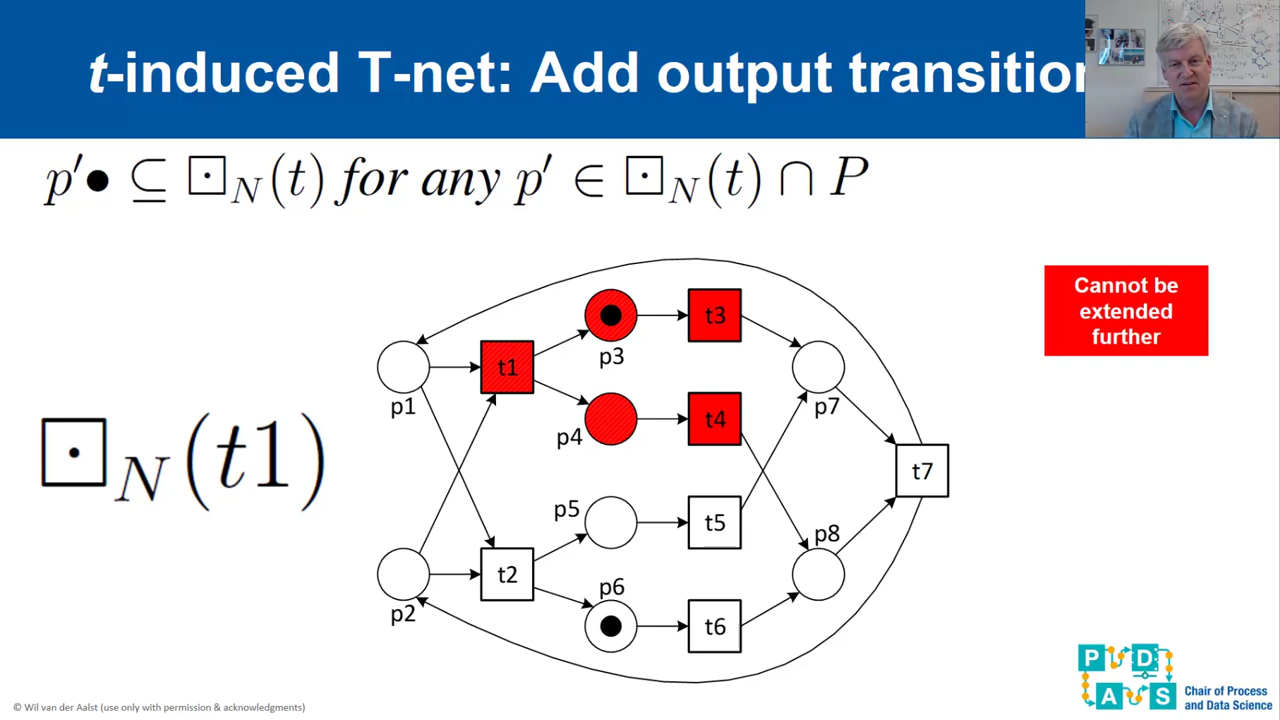 t-induced T-net: Add output transition
p′● ⊆ ⊡N(t) for any p′ ∈ ⊡N(t) ∩ P
Cannot be
extended
further
⊡N(t1)
p1
p2
t1
t2
p3
p4
p5
p6
t3
t4
t5
t6
p7
p8
t7
P D
A S
Chair of Process
and Data Science
© Wil van der Aalst (use only with permission & acknowledgments)